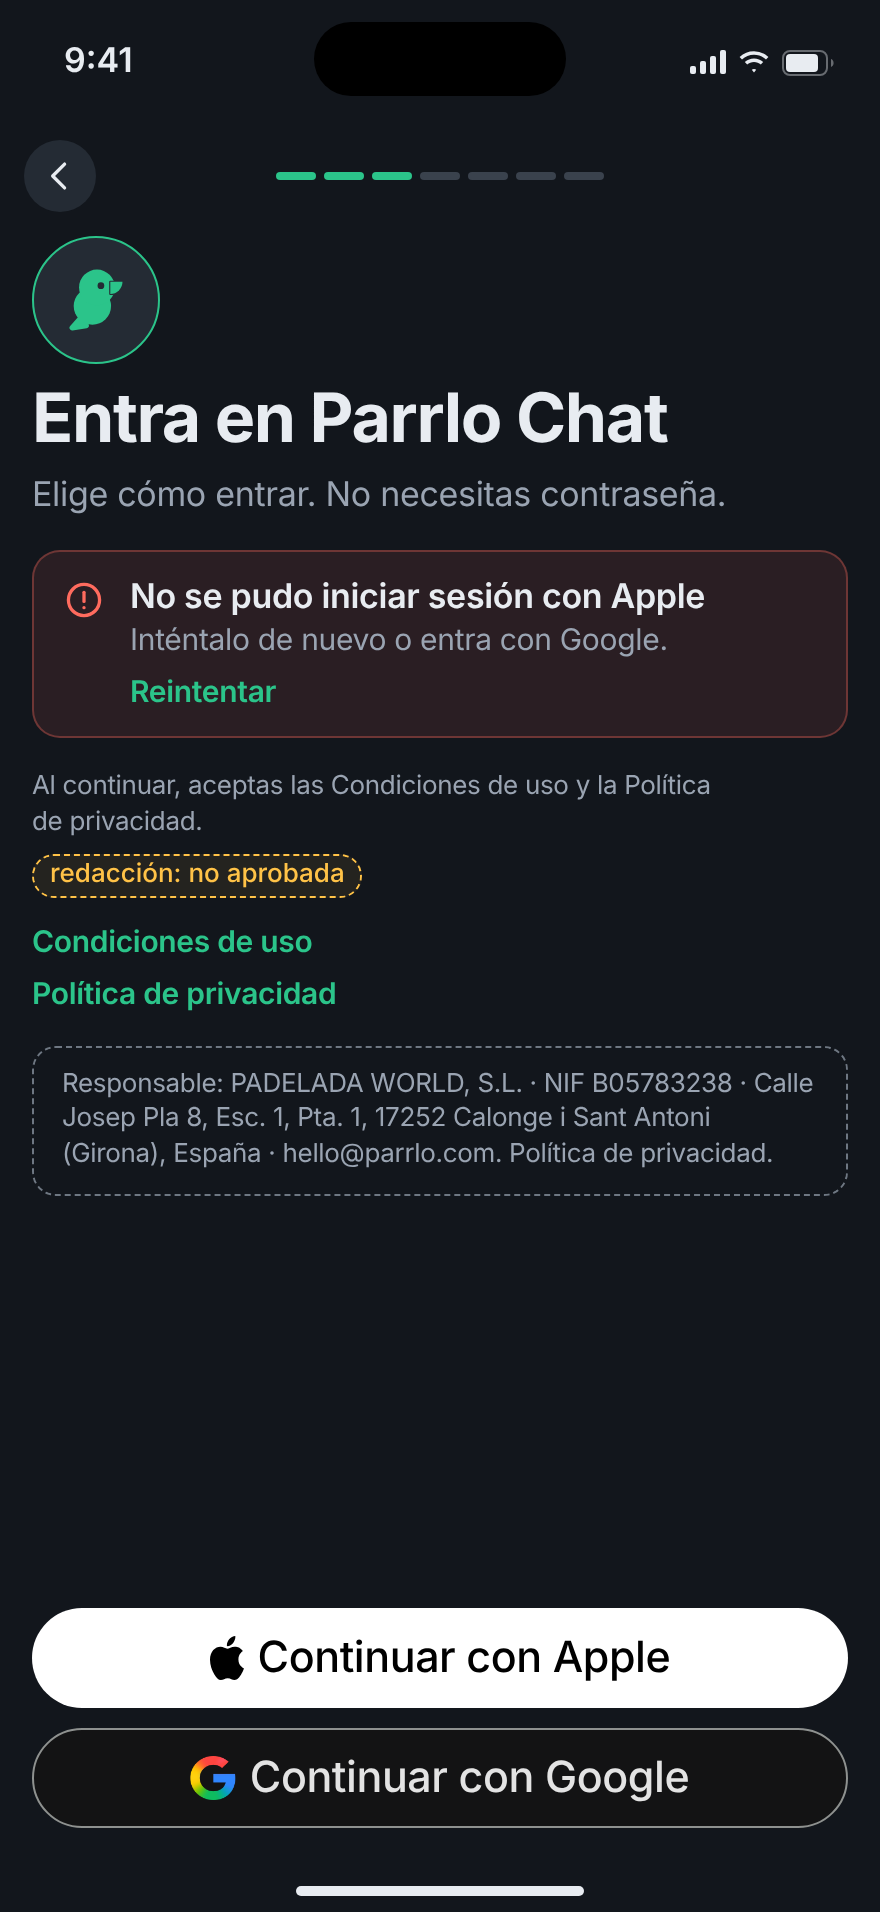 9:41
Entra en Parrlo Chat
Elige cómo entrar. No necesitas contraseña.
No se pudo iniciar sesión con Apple
Inténtalo de nuevo o entra con Google.
Reintentar
Al continuar, aceptas las Condiciones de uso y la Política
de privacidad.
redacción: no aprobada
Condiciones de uso
Política de privacidad
Responsable: PADELADA WORLD, S.L. · NIF B05783238 · Calle
Josep Pla 8, Esc. 1, Pta. 1, 17252 Calonge i Sant Antoni
(Girona), España · hello@parrlo.com. Política de privacidad.
Continuar con Apple
Continuar con Google